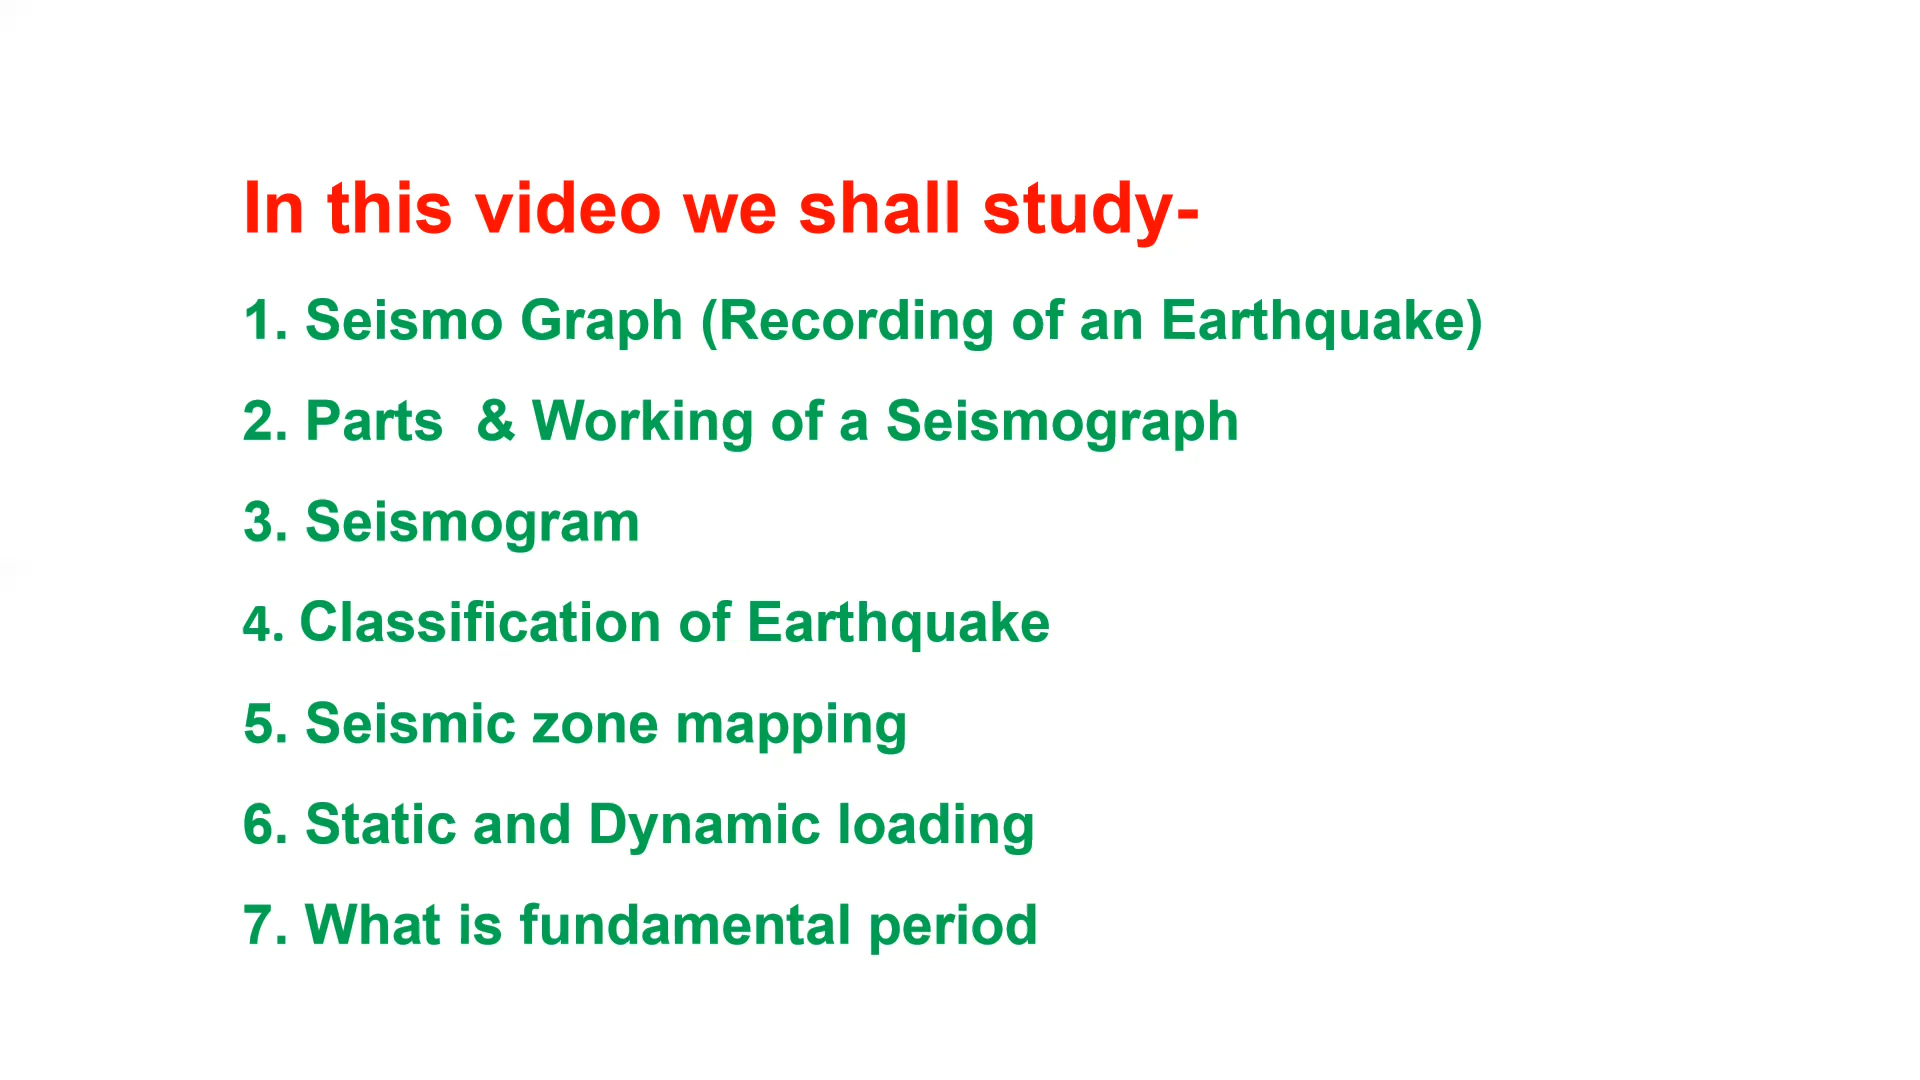 In this video we shall study-
1. Seismo Graph (Recording of an Earthquake)
2. Parts  & Working of a Seismograph
3. Seismogram
4. Classification of Earthquake
5. Seismic zone mapping
6. Static and Dynamic loading
7. What is fundamental period